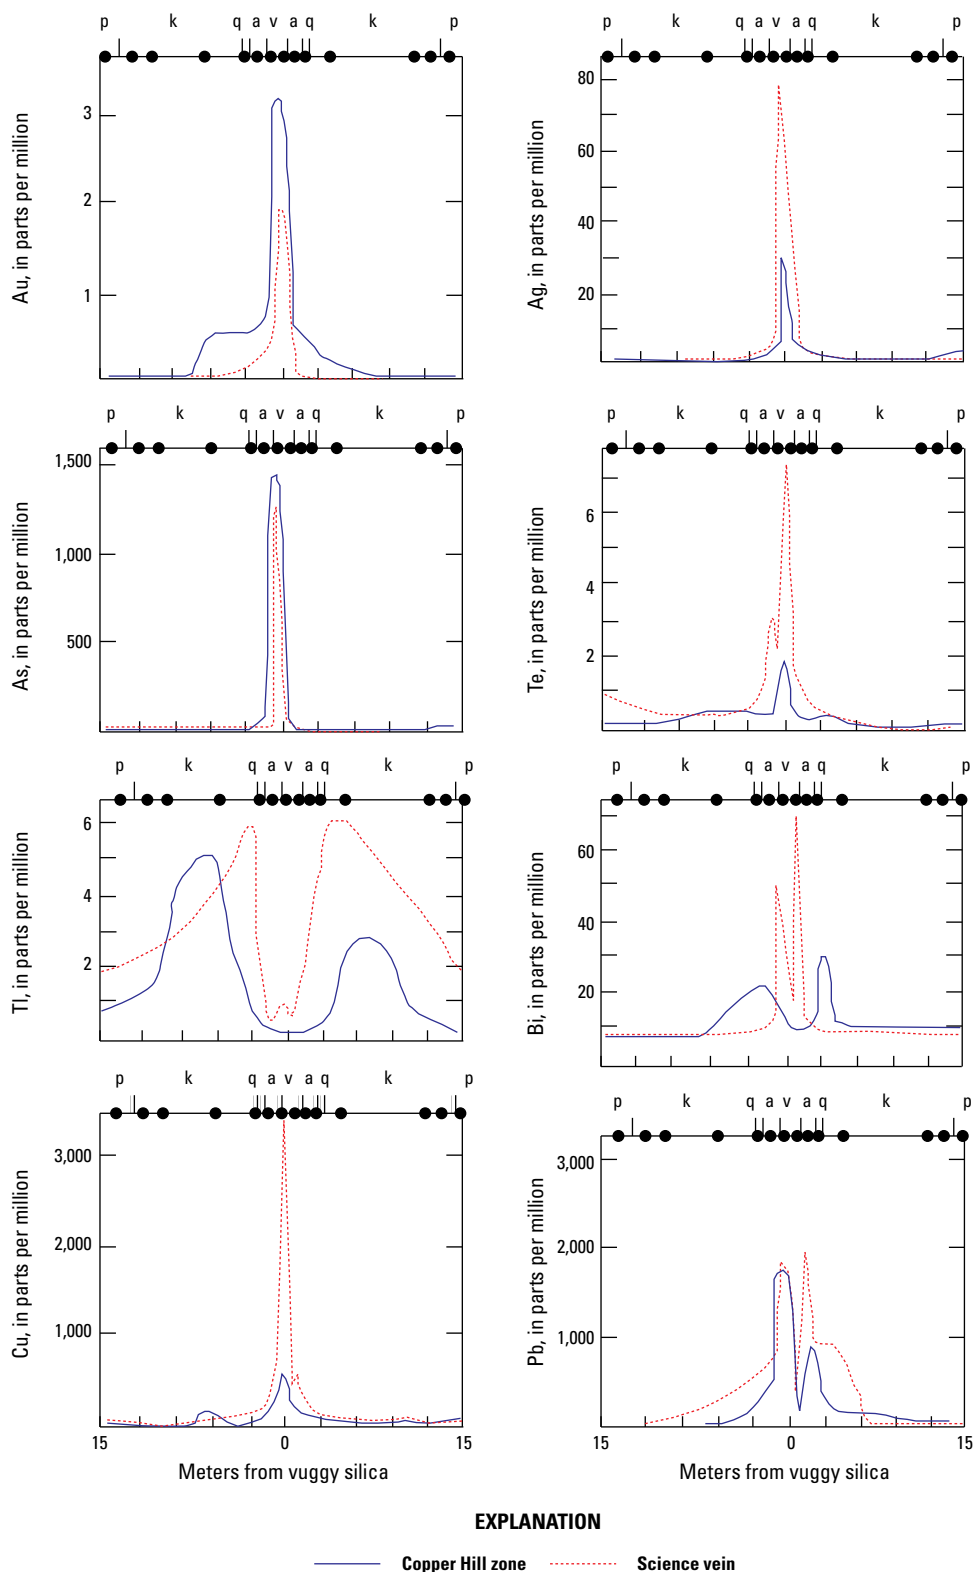 p k q a v a q k p
Au, in parts per million
3
2
1
p k q a v a q k p
Ag, in parts per million
80
60
40
20
p k q a v a q k p
As, in parts per million
1,500
1,000
500
p k q a v a q k p
Te, in parts per million
6
4
2
p k q a v a q k p
Tl, in parts per million
6
4
2
p k q a v a q k p
Bi, in parts per million
60
40
20
p k q a v a q k p
Cu, in parts per million
3,000
2,000
1,000
15 0 15
Meters from vuggy silica
p k q a v a q k p
Pb, in parts per million
3,000
2,000
1,000
15 0 15
Meters from vuggy silica
EXPLANATION
Copper Hill zone Science vein